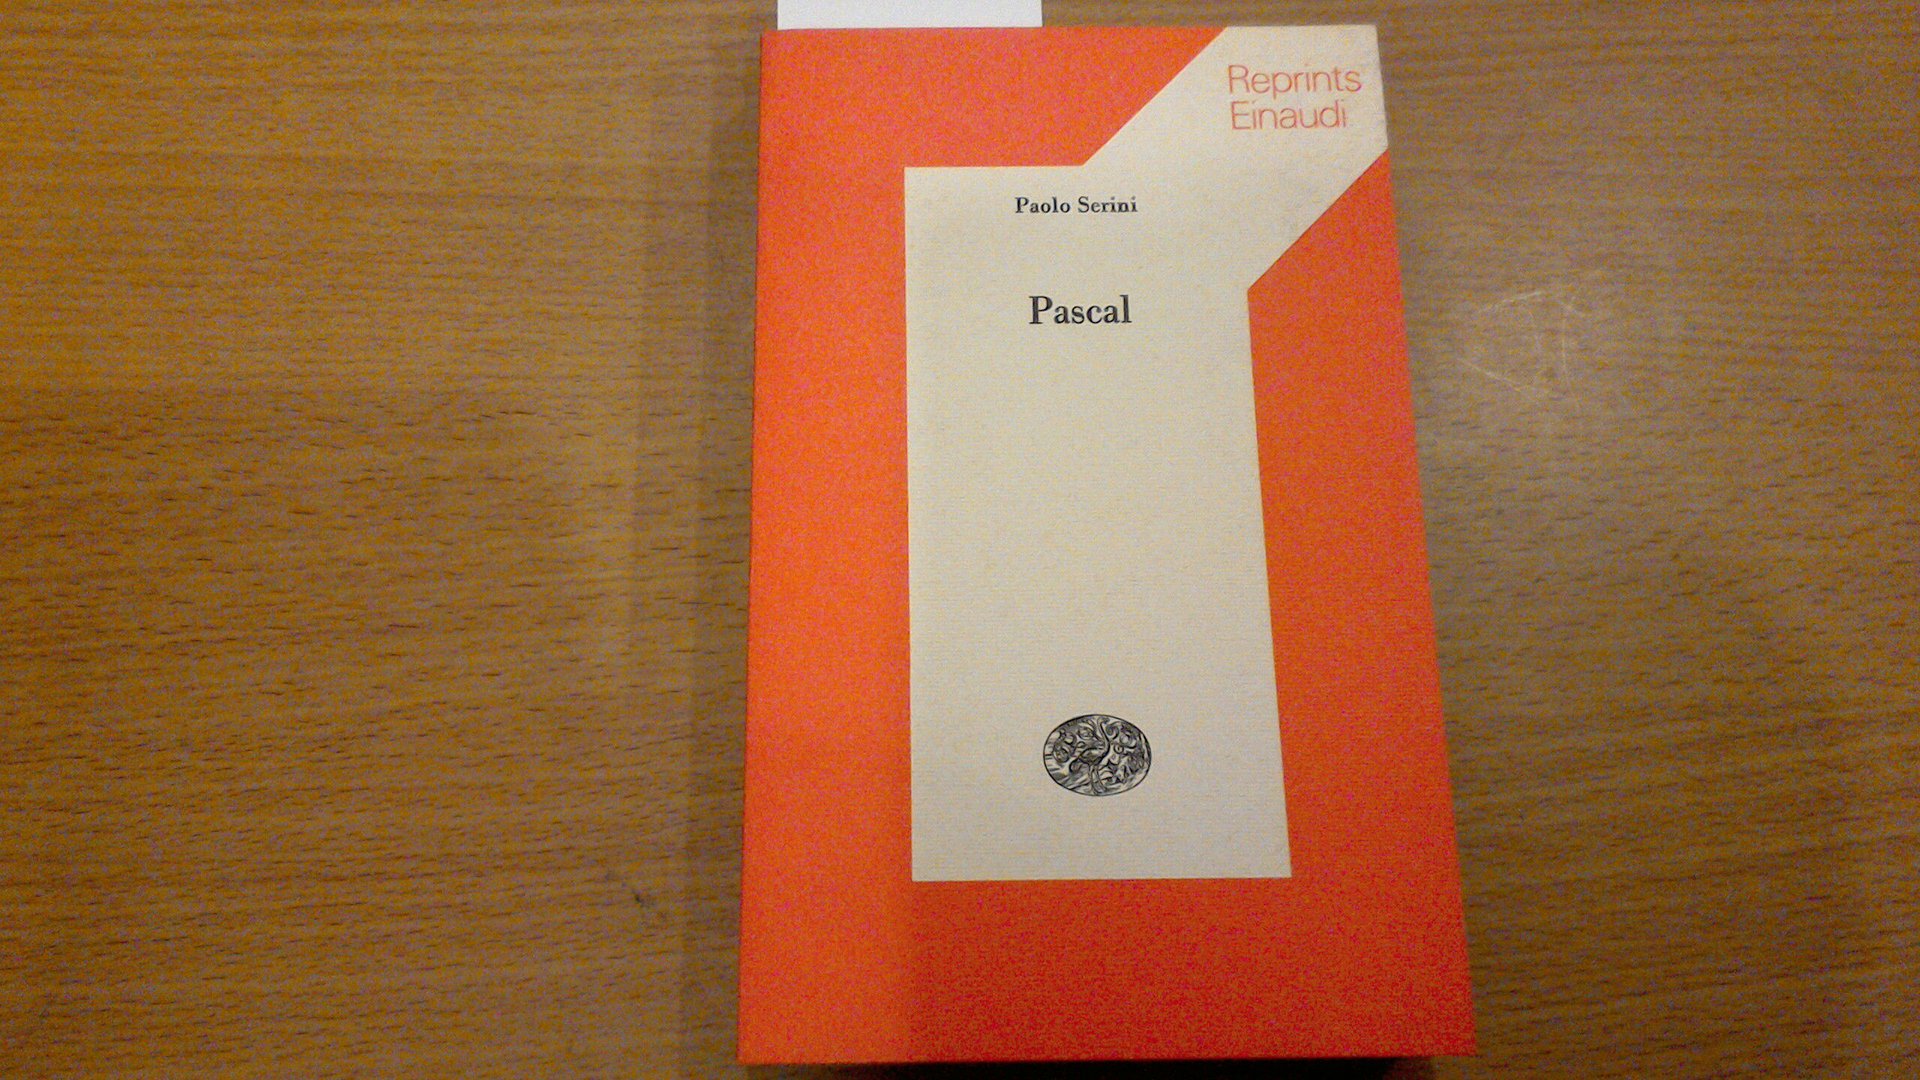 Reprints
Einaudi
Paolo Serini
Pascal